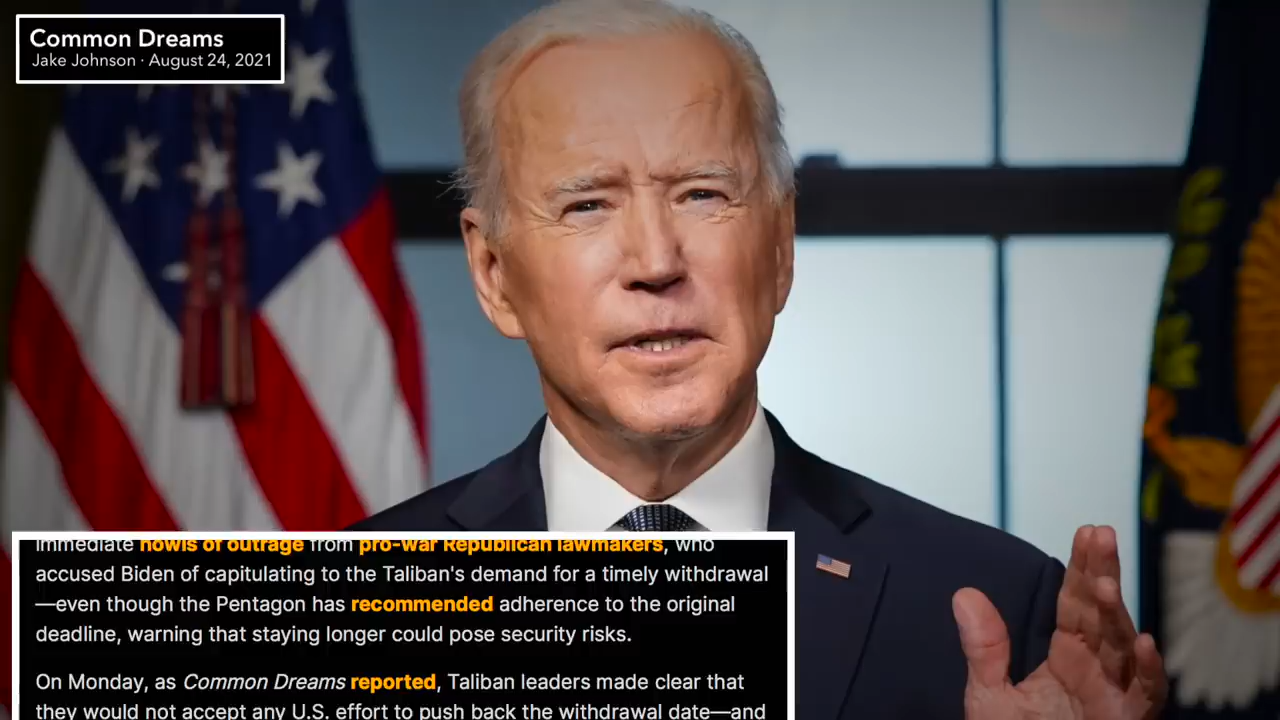 Common Dreams
Jake Johnson · August 24, 2021
immediate howls of outrage from pro-war Republican lawmakers, who
accused Biden of capitulating to the Taliban's demand for a timely withdrawal
—even though the Pentagon has recommended adherence to the original
deadline, warning that staying longer could pose security risks.
On Monday, as Common Dreams reported, Taliban leaders made clear that
they would not accept any U.S. effort to push back the withdrawal date—and